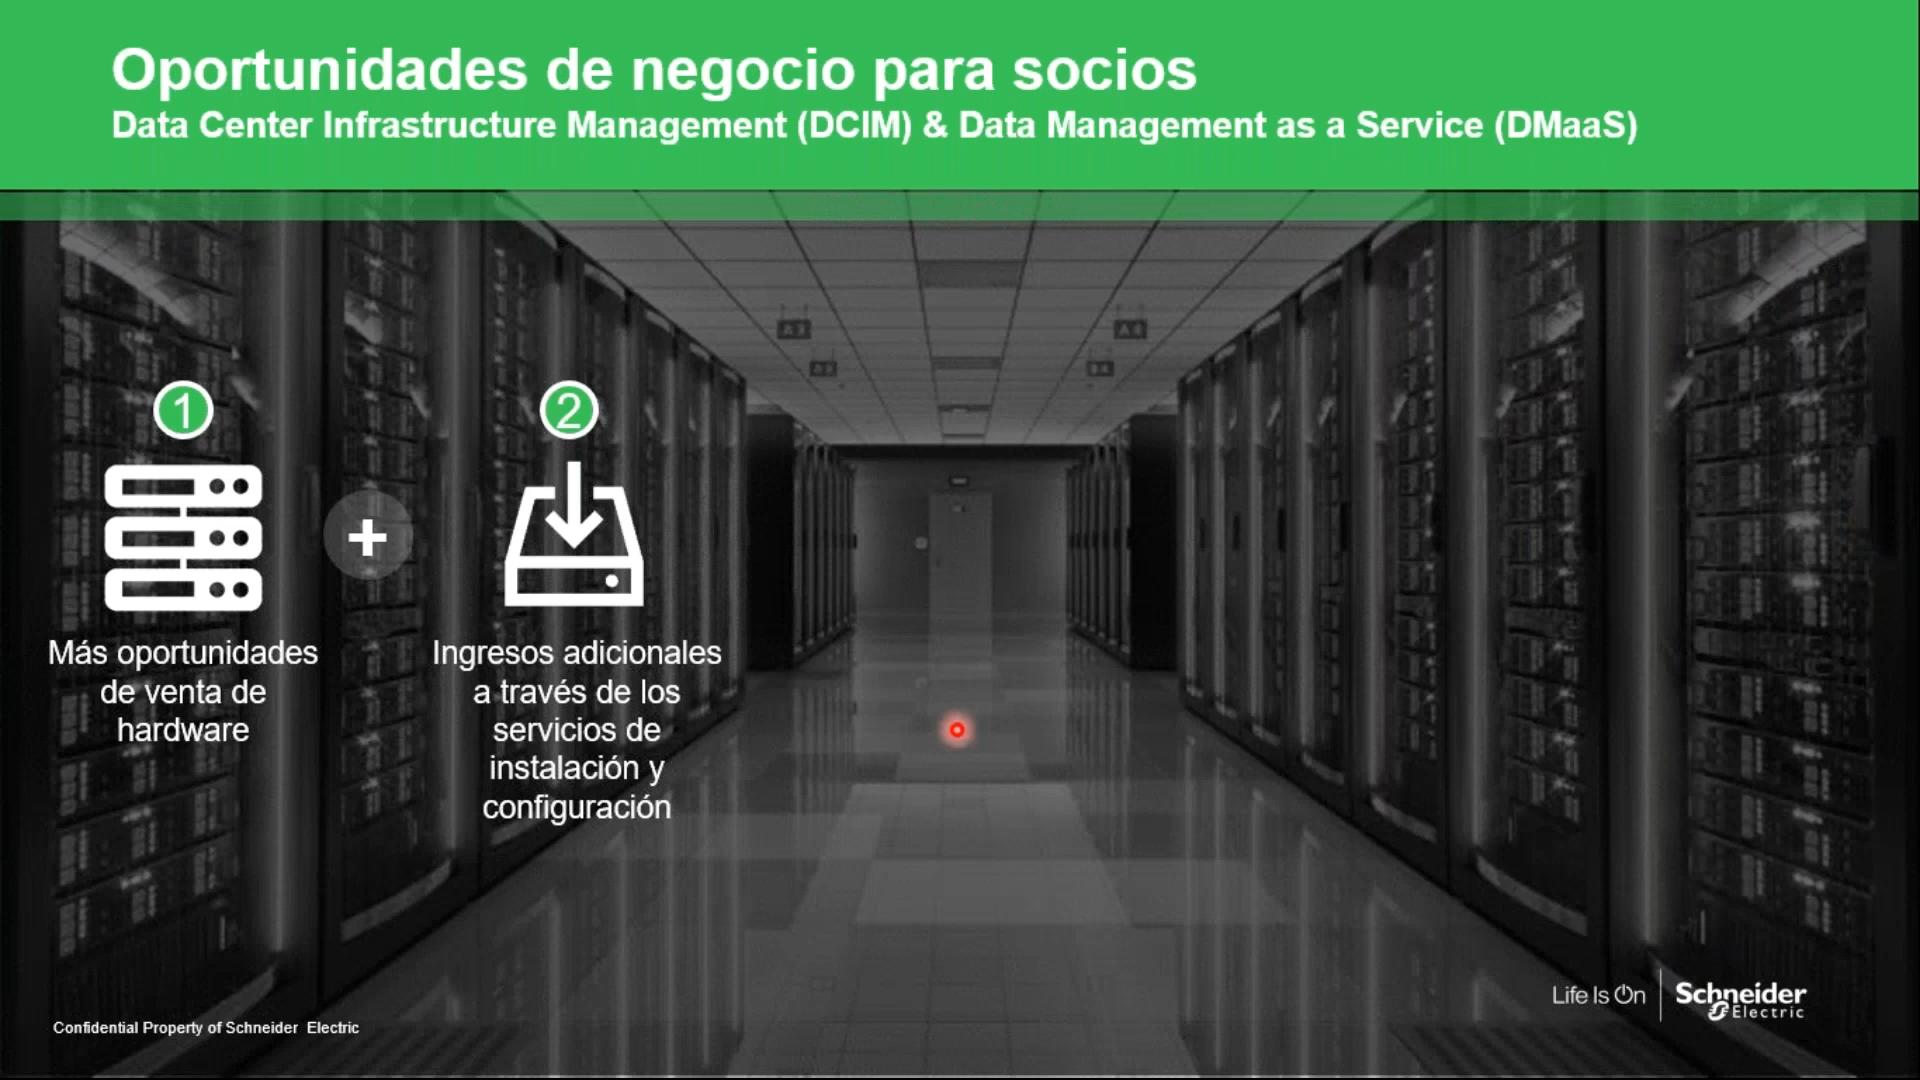 Oportunidades de negocio para socios
Data Center Infrastructure Management (DCIM) & Data Management as a Service (DMaaS)
1
2
+
Más oportunidades
de venta de
hardware
Ingresos adicionales
a través de los
servicios de
instalación y
configuración
Life Is On
Schneider
Electric
Confidential Property of Schneider Electric